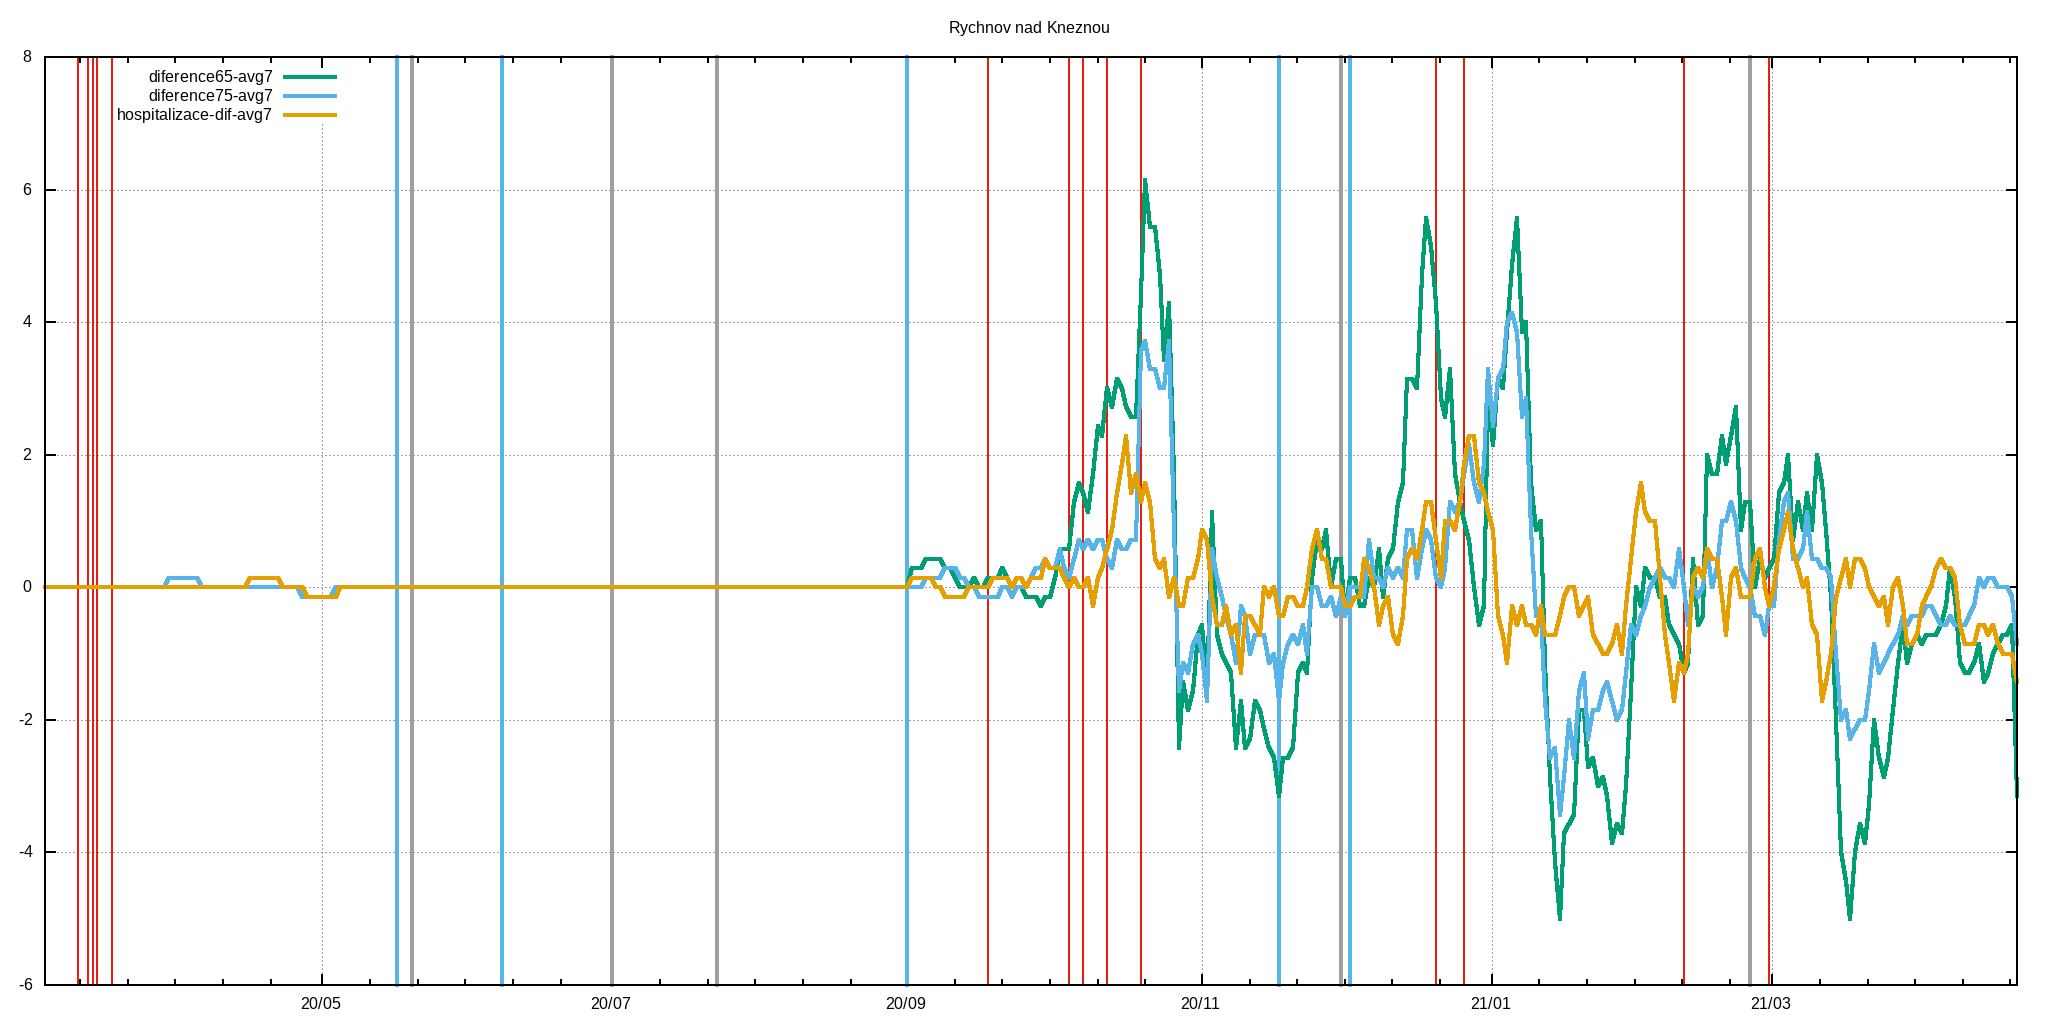 Rychnov nad Kneznou
8
diference65-avg7
diference75-avg7
hospitalizace-dif-avg7
6
4
2
0
-2
-4
-6
20/05 20/07 20/09 20/11 21/01 21/03